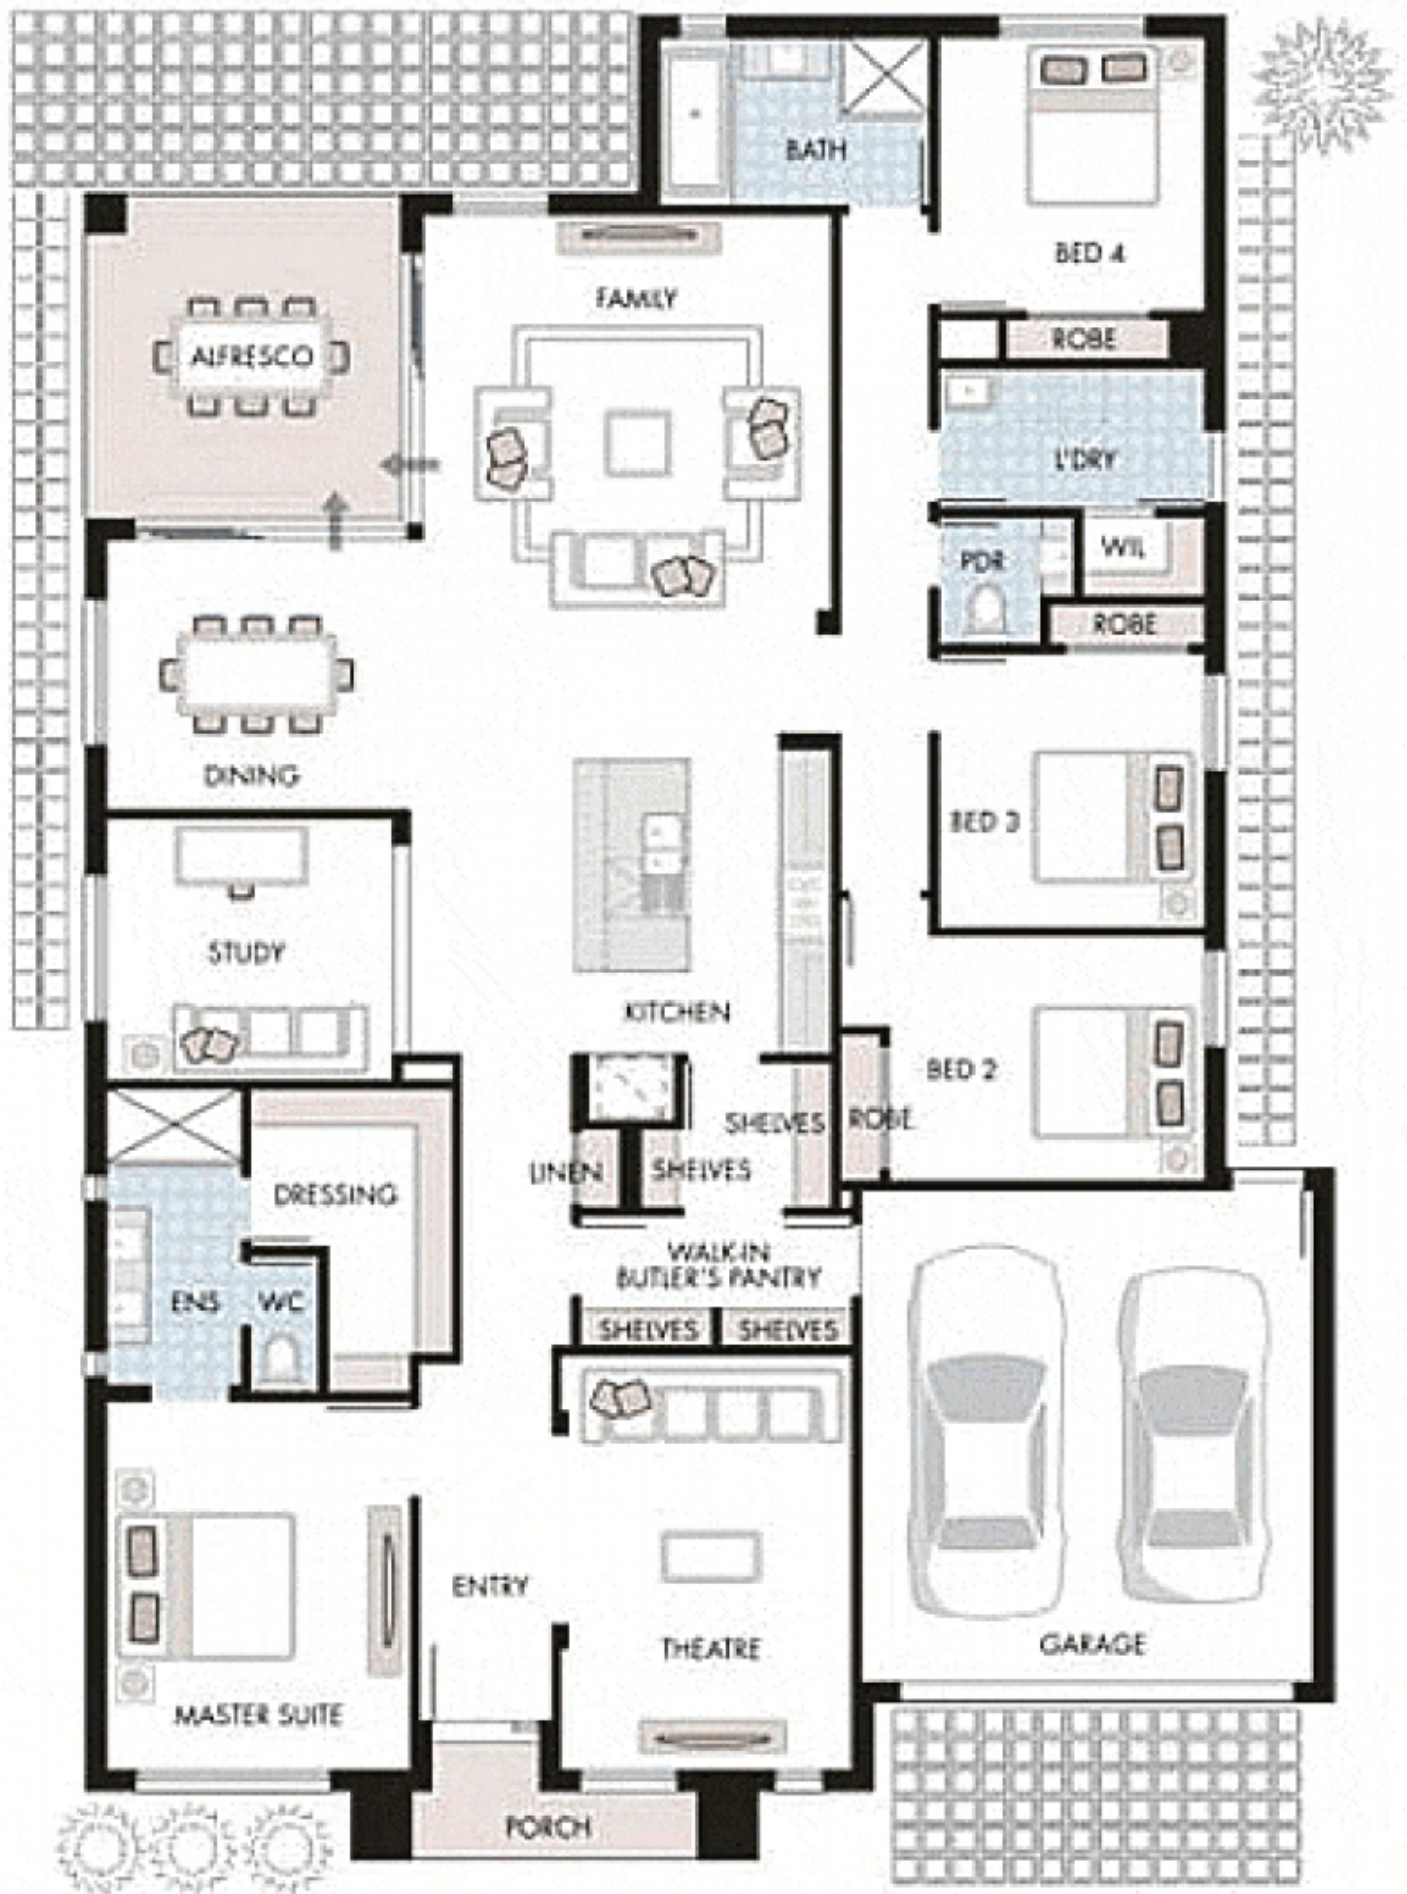 BATH
BED 4
FAMILY
ROBE
ALFRESCO
L'DRY
WIL
PDR
ROBE
DINING
BED 3
STUDY
KITCHEN
BED 2
SHELVES
ROBE
LINEN
SHELVES
DRESSING
WALK-IN
BUTLER'S PANTRY
ENS
WC
SHELVES
SHELVES
ENTRY
THEATRE
GARAGE
MASTER SUITE
PORCH